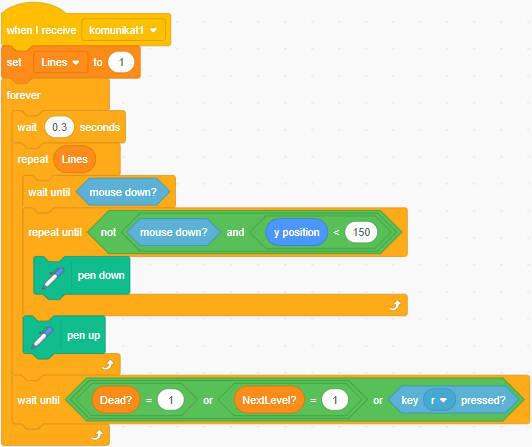 when I receive komunikat1
set Lines to 1
forever
wait 0.3 seconds
repeat Lines
wait until mouse down?
repeat until not mouse down? and y position < 150
pen down
pen up
wait until Dead? = 1 or NextLevel? = 1 or key r pressed?